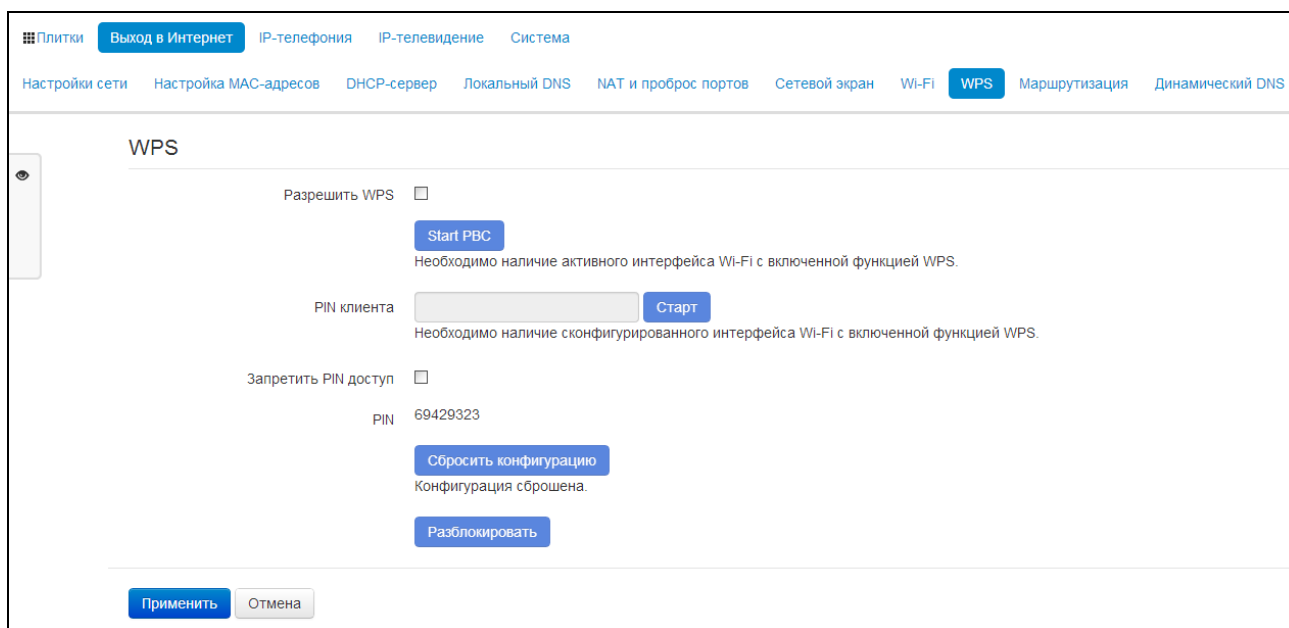 Плитки Выход в Интернет IP-телефония IP-телевидение Система
Настройки сети Настройка MAC-адресов DHCP-сервер Локальный DNS NAT и проброс портов Сетевой экран Wi-Fi WPS Маршрутизация Динамический DNS
WPS
Разрешить WPS
Start PBC
Необходимо наличие активного интерфейса Wi-Fi с включенной функцией WPS.
PIN клиента Старт
Необходимо наличие сконфигурированного интерфейса Wi-Fi с включенной функцией WPS.
Запретить PIN доступ
PIN 69429323
Сбросить конфигурацию
Конфигурация сброшена.
Разблокировать
Применить Отмена